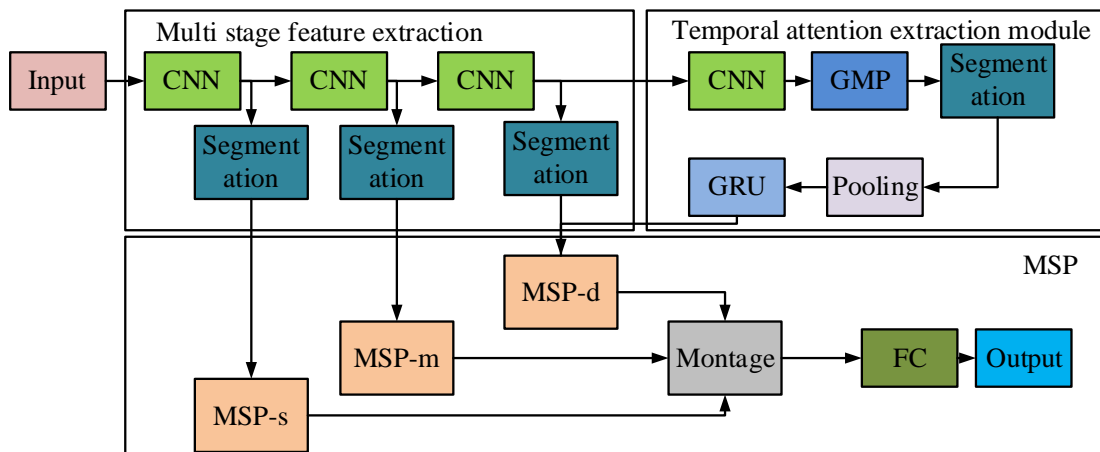 Multi stage feature extraction
Temporal attention extraction module
Input
CNN
CNN
CNN
CNN
GMP
Segment
ation
Segment
ation
Segment
ation
Segment
ation
GRU
Pooling
MSP
MSP-d
MSP-m
Montage
FC
Output
MSP-s